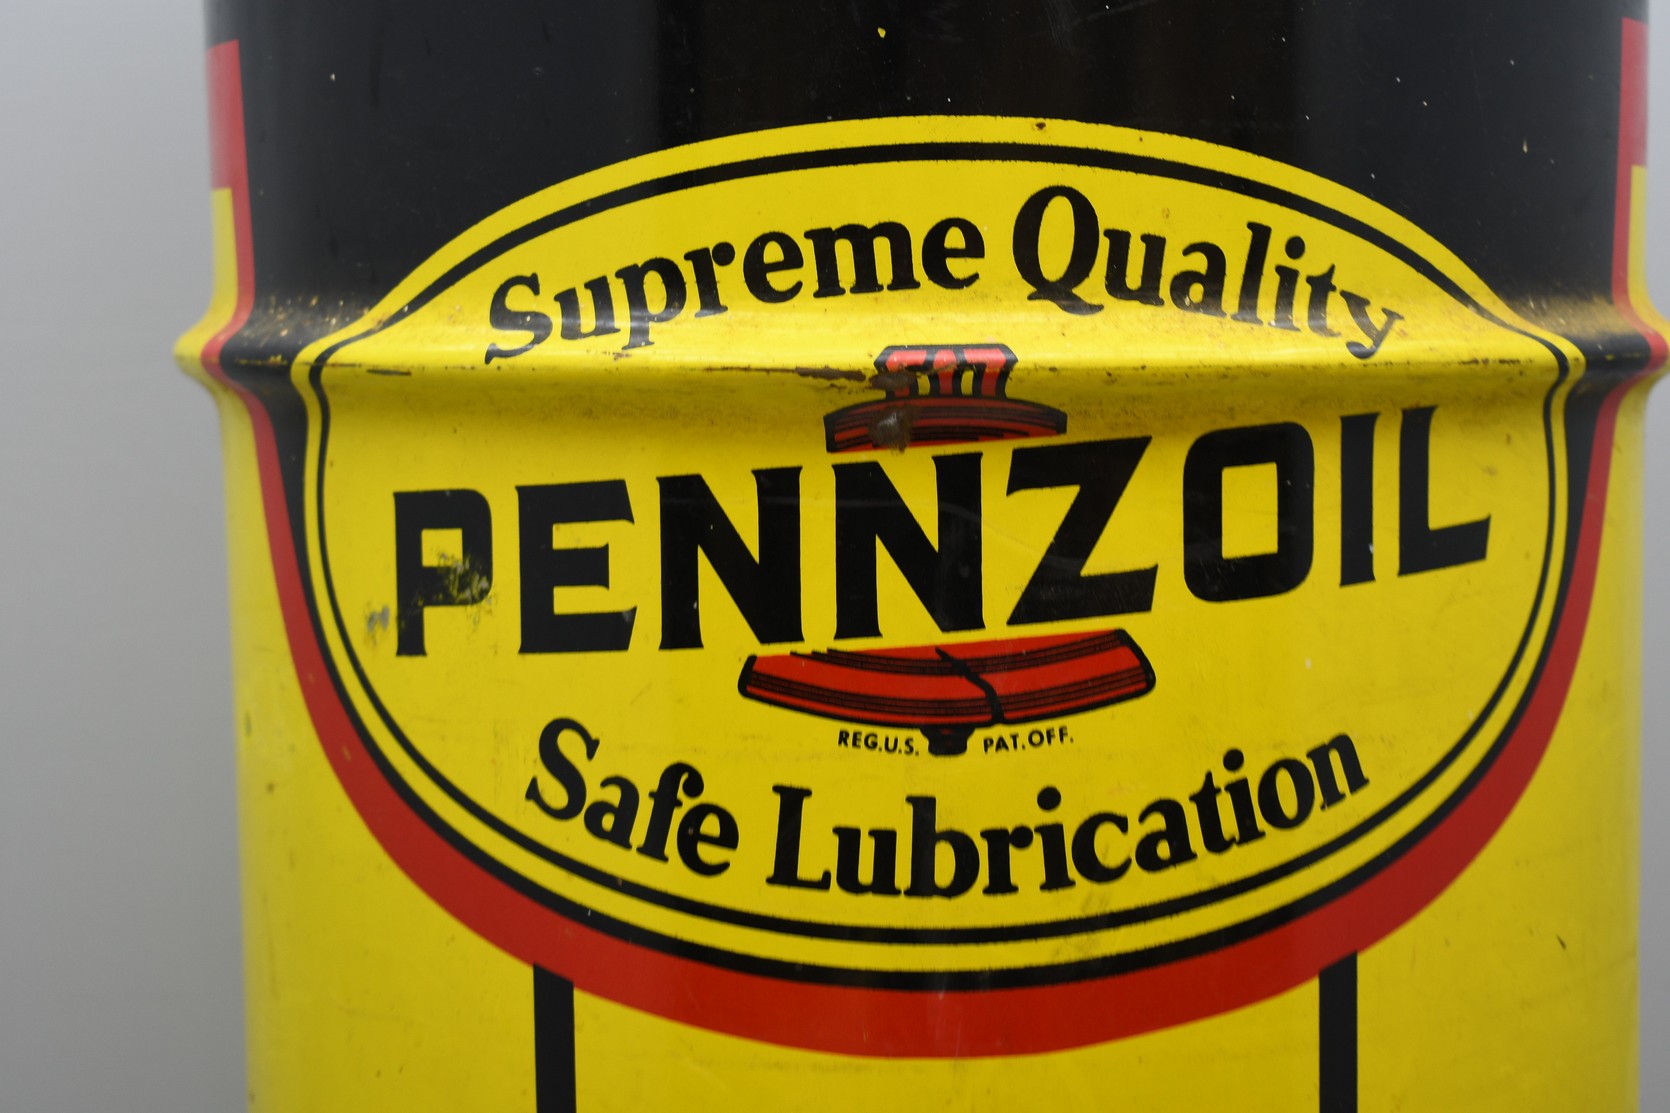 Supreme Quality
PENNZOIL
REG.U.S. PAT.OFF.
Safe Lubrication